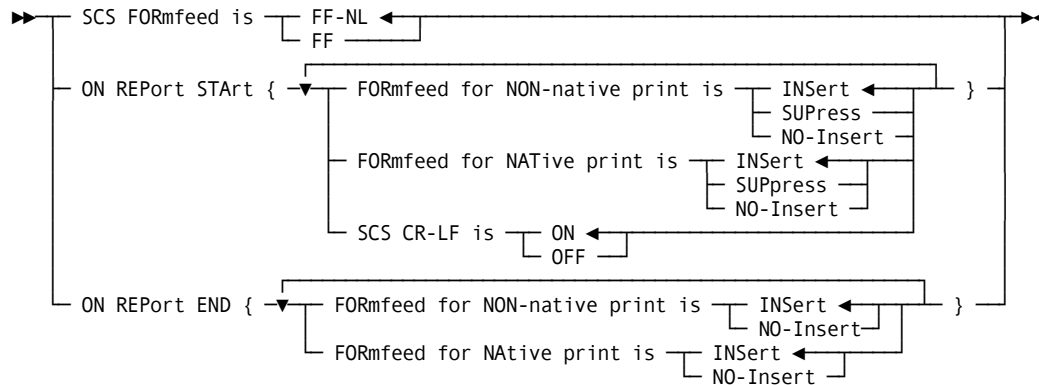 SCS FORmfeed is FF-NL
FF
ON REPort STArt { FORmfeed for NON-native print is INSert }
SUPress
NO-Insert
FORmfeed for NATive print is INSert
SUPpress
NO-Insert
SCS CR-LF is ON
OFF
ON REPort END { FORmfeed for NON-native print is INSert }
NO-Insert
FORmfeed for NAtive print is INSert
NO-Insert